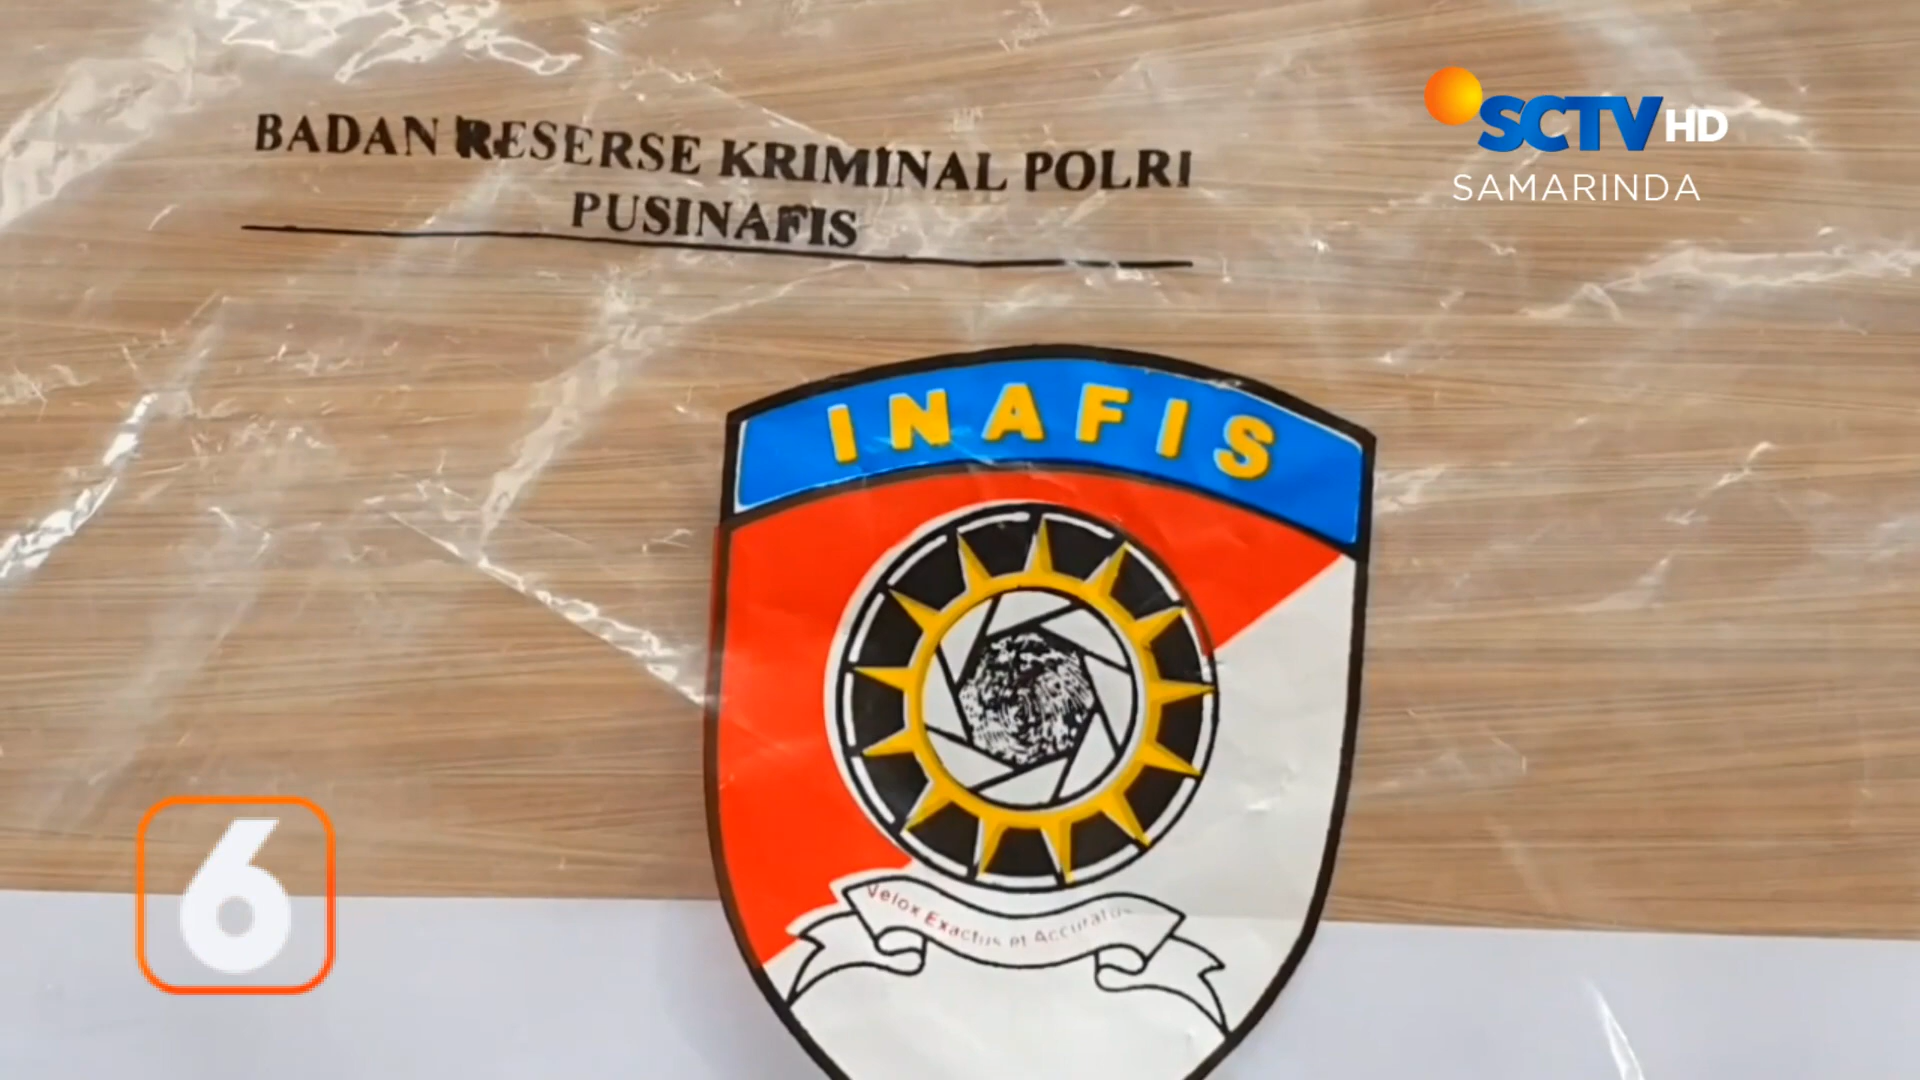 BADAN RESERSE KRIMINAL POLRI
PUSINAFIS
SCTV HD
SAMARINDA
INAFIS
Velox Exactus et Accuratus
6